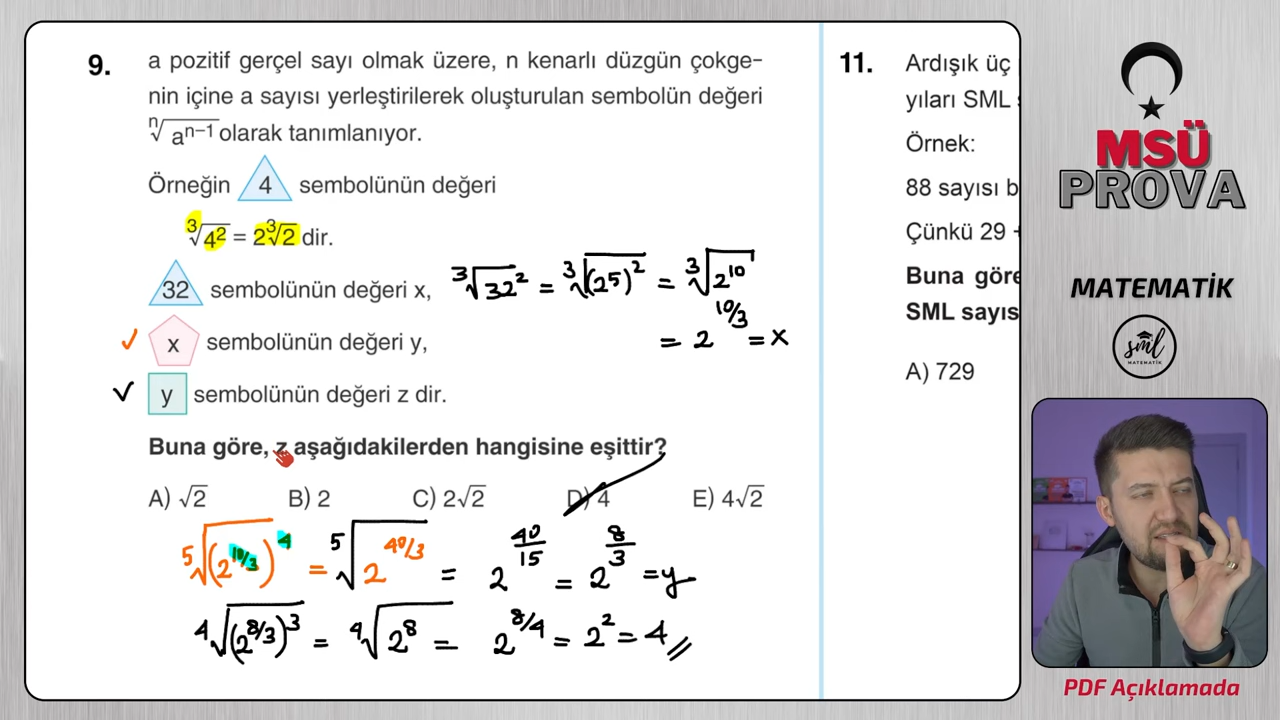 9. a pozitif gerçel sayı olmak üzere, n kenarlı düzgün çokge-
nin içine a sayısı yerleştirilerek oluşturulan sembolün değeri
ⁿ√aⁿ⁻¹ olarak tanımlanıyor.
Örneğin 4 sembolünün değeri
³√4² = 2³√2 dir.
32 sembolünün değeri x,
³√32² = ³√(2⁵)² = ³√2¹⁰
= 2^10/3 = x
✓ x sembolünün değeri y,
✓ y sembolünün değeri z dir.
Buna göre, z aşağıdakilerden hangisine eşittir?
A) √2 B) 2 C) 2√2 D) 4 E) 4√2
⁵√(2^10/3)^4 = ⁵√2^40/3 = 2^40/15 = 2^8/3 = y
⁴√(2^8/3)^3 = ⁴√2⁸ = 2^8/4 = 2² = 4 //
11. Ardışık üç
yıları SML
Örnek:
88 sayısı b
Çünkü 29 +
Buna göre
SML sayıs
A) 729
MSÜ
PROVA
MATEMATİK
sml
MATEMATİK
PDF Açıklamada